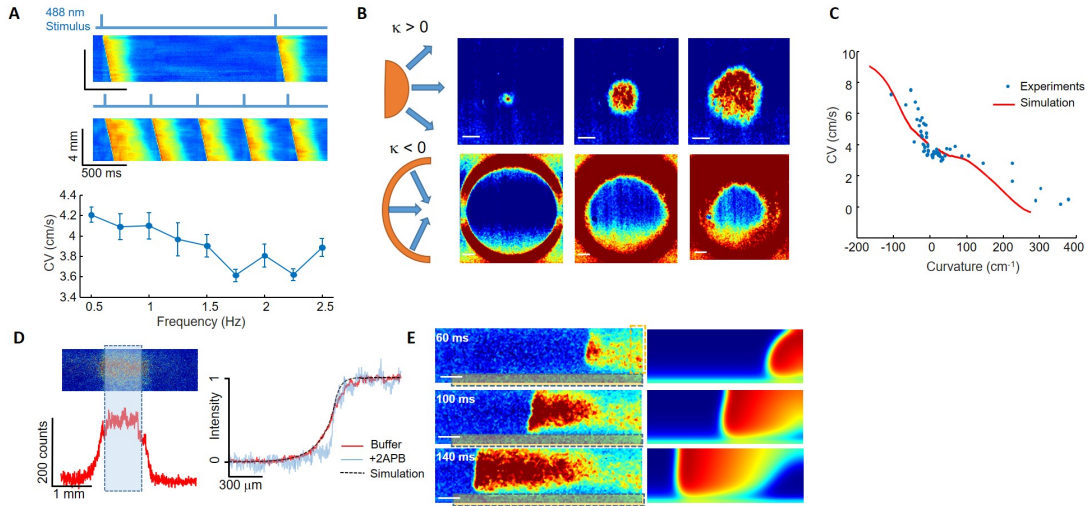 A
488 nm
Stimulus
4 mm
500 ms
CV (cm/s)
4.4
4.2
4.0
3.8
3.6
3.4
0.5
1
1.5
2
2.5
Frequency (Hz)
B
κ > 0
κ < 0
C
CV (cm/s)
10
8
6
4
2
0
-200
-100
0
100
200
300
400
Curvature (cm⁻¹)
Experiments
Simulation
D
200 counts
1 mm
Intensity
1
0
300 μm
Buffer
+2APB
Simulation
E
60 ms
100 ms
140 ms